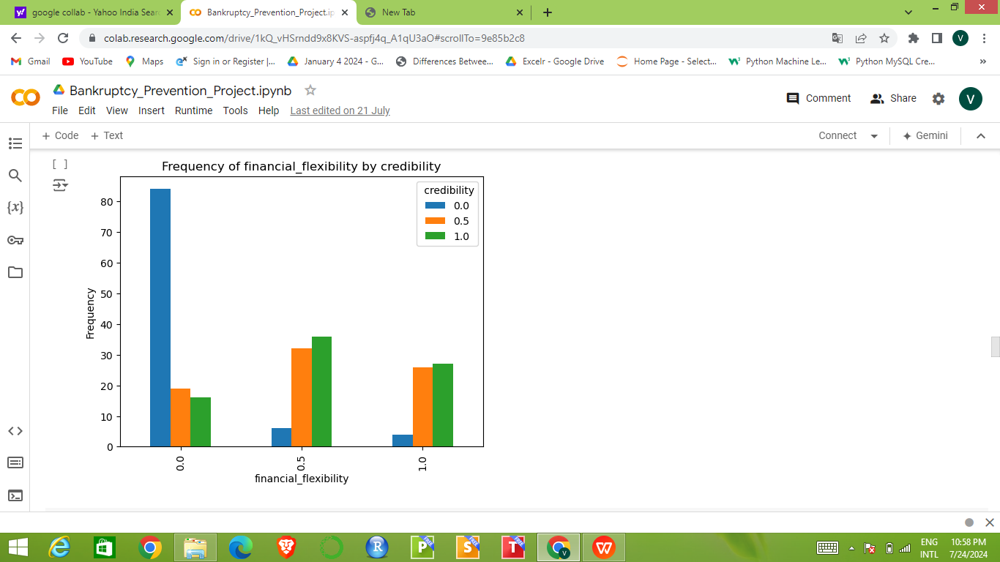 google collab - Yahoo India Sear
Bankruptcy_Prevention_Project.ip
New Tab
colab.research.google.com/drive/1kQ_vHSrndd9x8KVS-aspfj4q_A1qU3aO#scrollTo=9e85b2c8
V
Gmail
YouTube
Maps
Sign in or Register |...
January 4 2024 - G...
Differences Betwee...
Excelr - Google Drive
Home Page - Select...
Python Machine Le...
Python MySQL Cre...
»
Bankruptcy_Prevention_Project.ipynb
File Edit View Insert Runtime Tools Help Last edited on 21 July
Comment
Share
V
+ Code + Text
Connect
Gemini
[ ]
{x}
Frequency of financial_flexibility by credibility
credibility
0.0
0.5
1.0
80
70
60
50
40
30
20
10
0
Frequency
0.0
0.5
1.0
financial_flexibility
R
P FREE
S FREE
T FREE
V
W
ENG
INTL
10:58 PM
7/24/2024